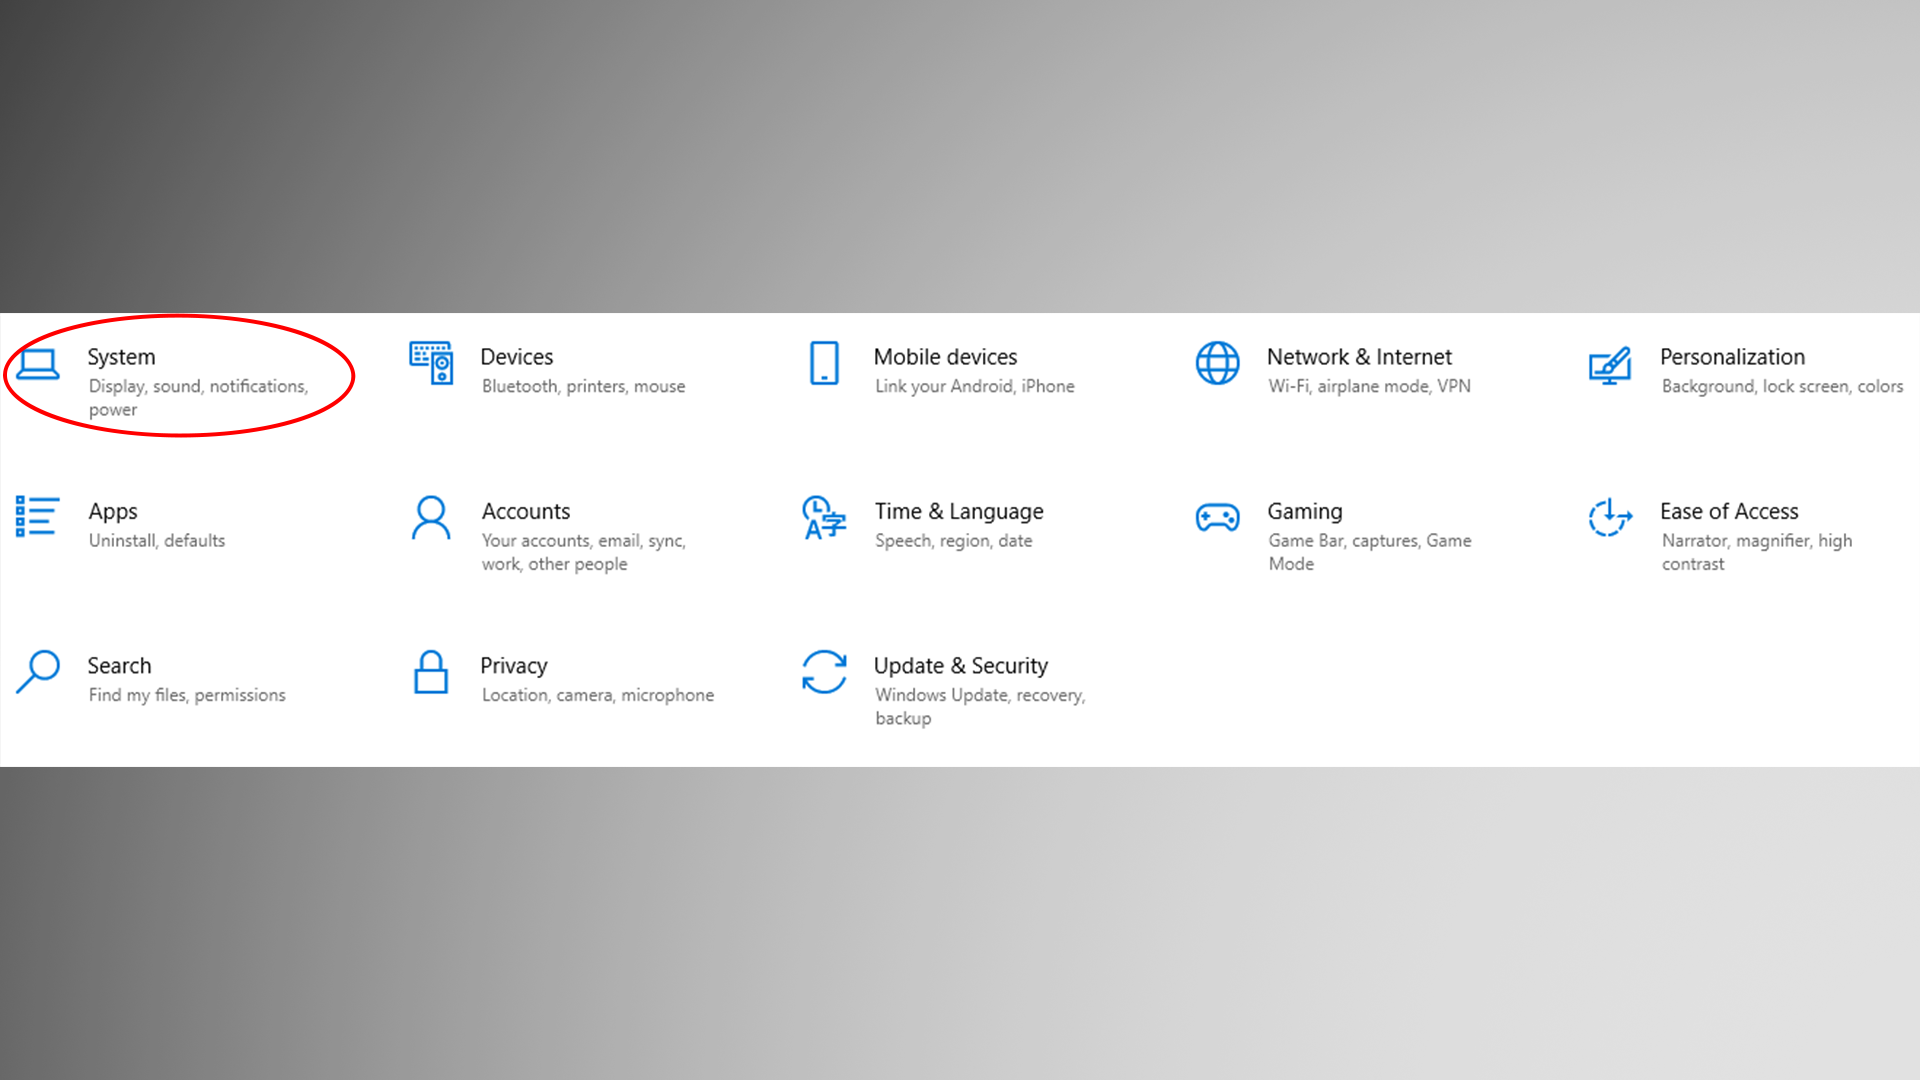 System
Display, sound, notifications,
power
Devices
Bluetooth, printers, mouse
Mobile devices
Link your Android, iPhone
Network & Internet
Wi-Fi, airplane mode, VPN
Personalization
Background, lock screen, colors
Apps
Uninstall, defaults
Accounts
Your accounts, email, sync,
work, other people
Time & Language
Speech, region, date
Gaming
Game Bar, captures, Game
Mode
Ease of Access
Narrator, magnifier, high
contrast
Search
Find my files, permissions
Privacy
Location, camera, microphone
Update & Security
Windows Update, recovery,
backup